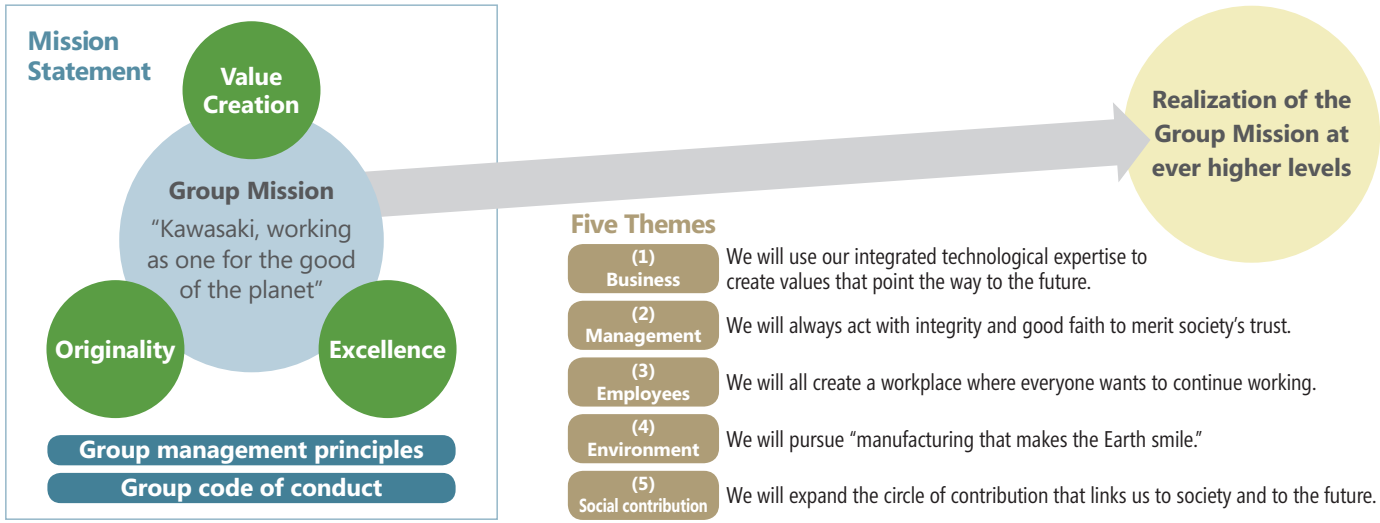 Mission
Statement
Value
Creation
Group Mission
“Kawasaki, working
as one for the good
of the planet”
Originality
Excellence
Group management principles
Group code of conduct
Realization of the
Group Mission at
ever higher levels
Five Themes
(1)
Business
We will use our integrated technological expertise to
create values that point the way to the future.
(2)
Management
We will always act with integrity and good faith to merit society’s trust.
(3)
Employees
We will all create a workplace where everyone wants to continue working.
(4)
Environment
We will pursue “manufacturing that makes the Earth smile.”
(5)
Social contribution
We will expand the circle of contribution that links us to society and to the future.